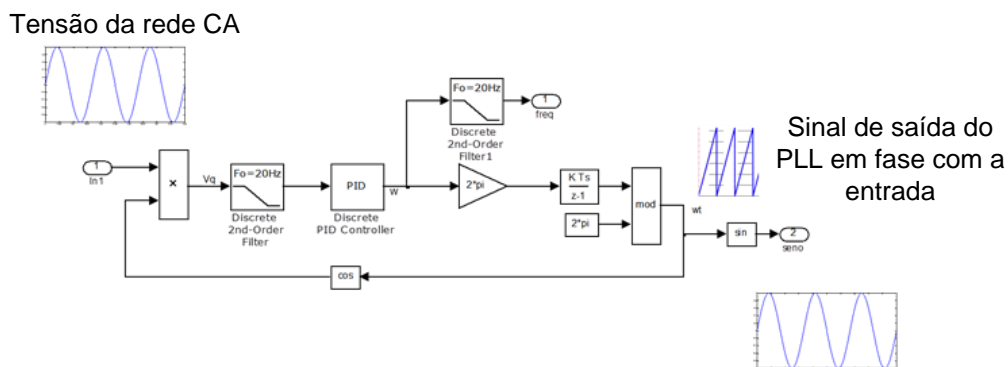 Tensão da rede CA
Fo=20Hz
1
freq
Discrete
2nd-Order
Filter1
Sinal de saída do
PLL em fase com a
entrada
1
In1
×
Vq
Fo=20Hz
Discrete
2nd-Order
Filter
PID
Discrete
PID Controller
W
2*pi
K Ts
z-1
2*pi
mod
wt
sin
2
seno
cos